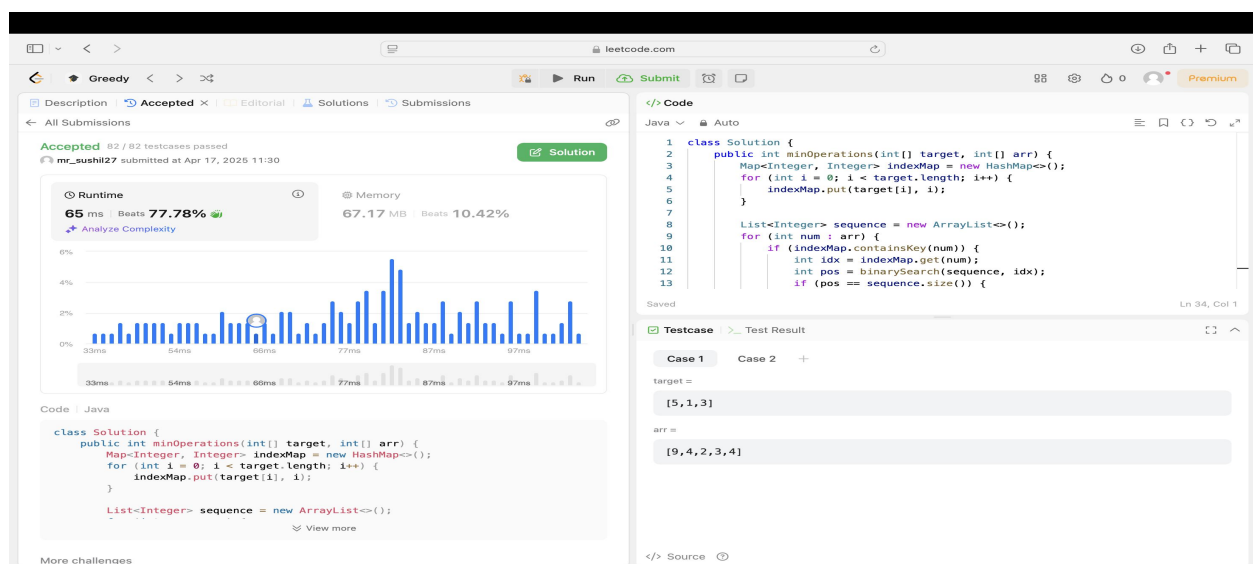 leetcode.com
Greedy
Run
Submit
0
Premium
Description
Accepted
Editorial
Solutions
Submissions
All Submissions
Accepted 82 / 82 testcases passed
mr_sushil27 submitted at Apr 17, 2025 11:30
Solution
Runtime
65 ms Beats 77.78%
Analyze Complexity
Memory
67.17 MB Beats 10.42%
6%
4%
2%
0%
33ms 54ms 66ms 77ms 87ms 97ms
33ms 54ms 66ms 77ms 87ms 97ms
Code | Java
class Solution {
    public int minOperations(int[] target, int[] arr) {
        Map<Integer, Integer> indexMap = new HashMap<>();
        for (int i = 0; i < target.length; i++) {
            indexMap.put(target[i], i);
        }
        List<Integer> sequence = new ArrayList<>();
View more
More challenges
</> Code
Java
Auto
1 class Solution {
2     public int minOperations(int[] target, int[] arr) {
3         Map<Integer, Integer> indexMap = new HashMap<>();
4         for (int i = 0; i < target.length; i++) {
5             indexMap.put(target[i], i);
6         }
7
8         List<Integer> sequence = new ArrayList<>();
9         for (int num : arr) {
10             if (indexMap.containsKey(num)) {
11                 int idx = indexMap.get(num);
12                 int pos = binarySearch(sequence, idx);
13                 if (pos == sequence.size()) {
Saved
Ln 34, Col 1
Testcase
>_ Test Result
Case 1
Case 2
+
target =
[5,1,3]
arr =
[9,4,2,3,4]
</> Source